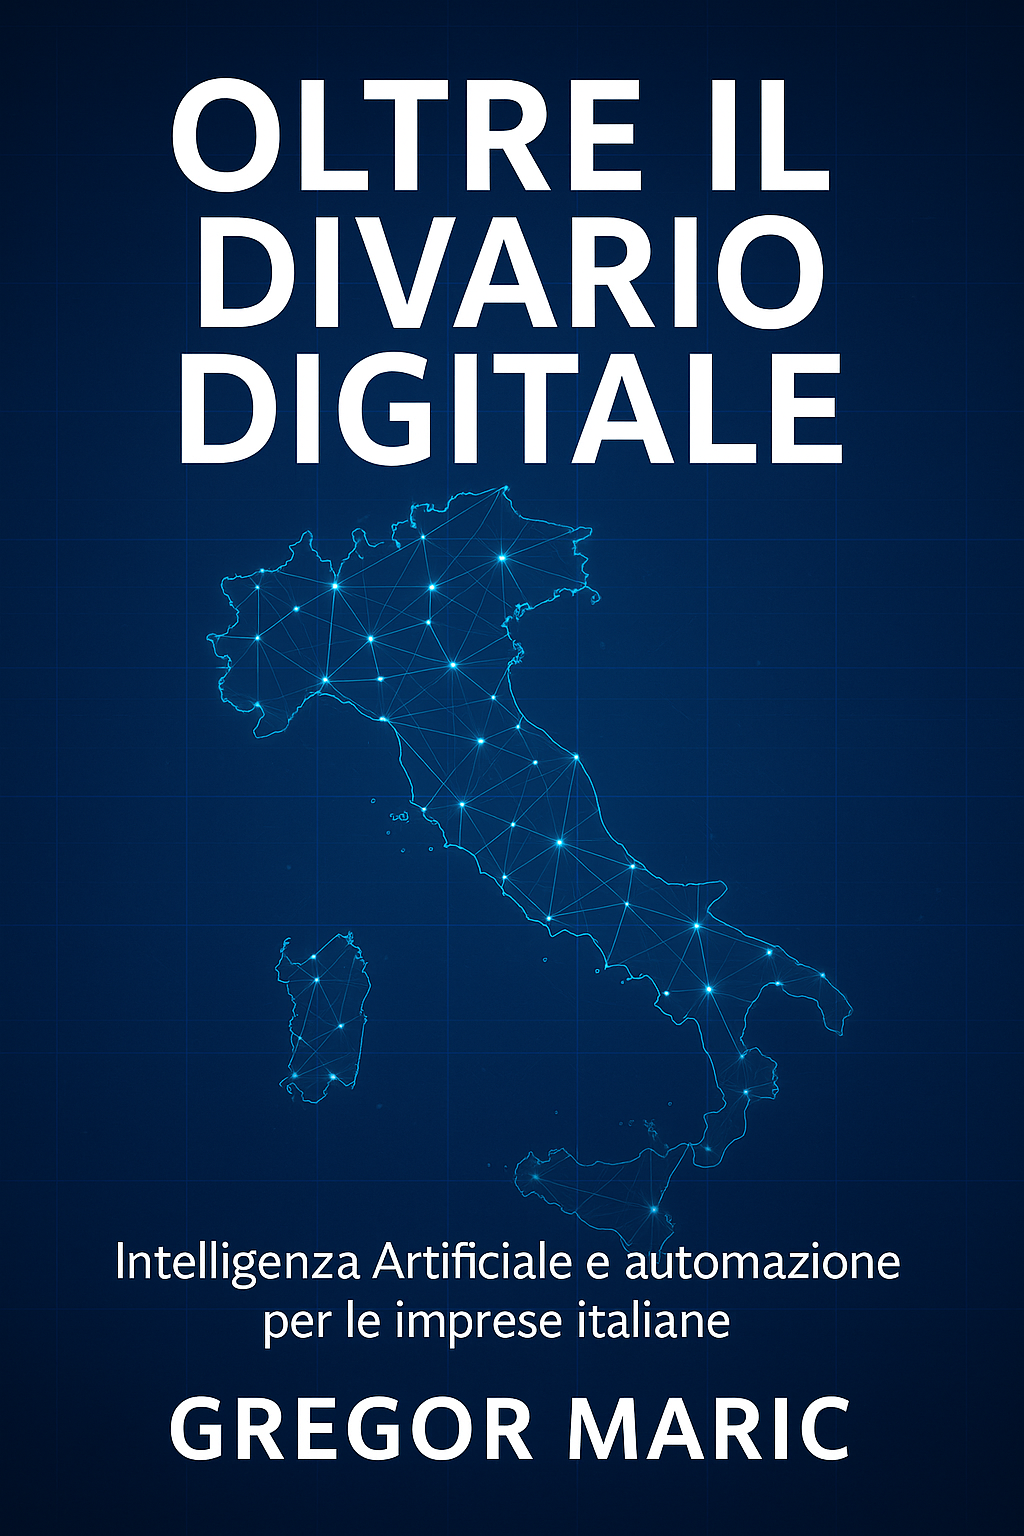 OLTRE IL
DIVARIO
DIGITALE
Intelligenza Artificiale e automazione
per le imprese italiane
GREGOR MARIC